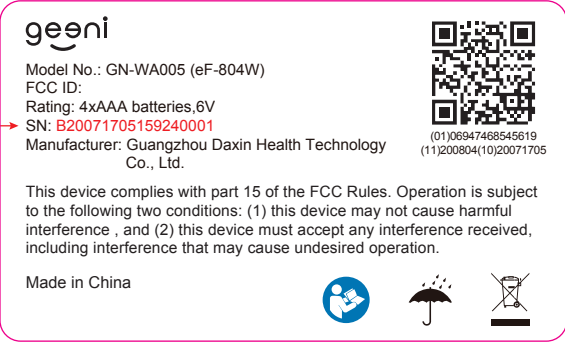 geeni
Model No.: GN-WA005 (eF-804W)
FCC ID:
Rating: 4xAAA batteries,6V
SN: B20071705159240001
Manufacturer: Guangzhou Daxin Health Technology
Co., Ltd.
(01)06947468545619
(11)200804(10)20071705
This device complies with part 15 of the FCC Rules. Operation is subject
to the following two conditions: (1) this device may not cause harmful
interference , and (2) this device must accept any interference received,
including interference that may cause undesired operation.
Made in China